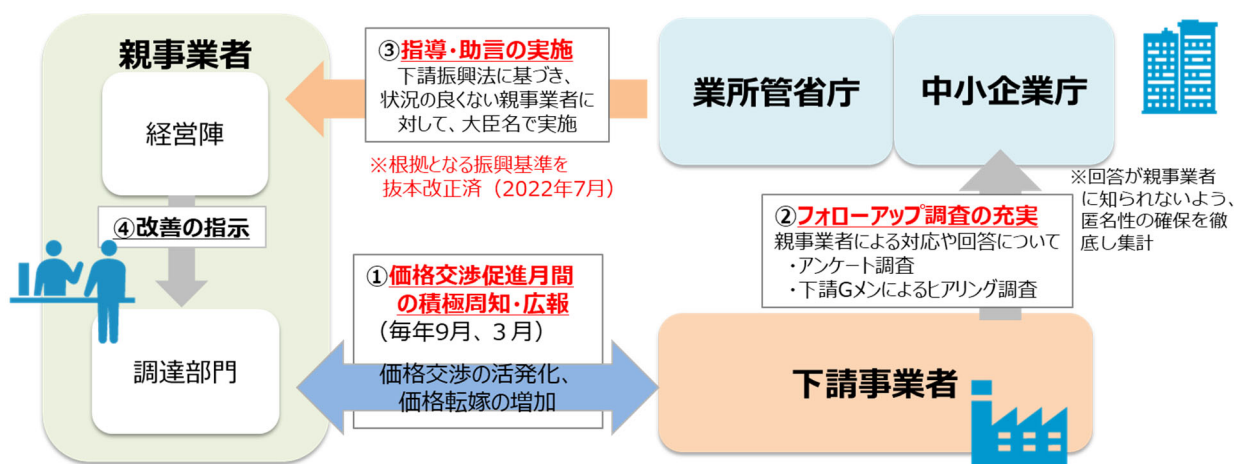 親事業者
経営陣
④改善の指示
調達部門
③指導・助言の実施
下請振興法に基づき、
状況の良くない親事業者に
対して、大臣名で実施
※根拠となる振興基準を
抜本改正済（2022年7月）
業所管省庁
中小企業庁
※回答が親事業者
に知られないよう、
匿名性の確保を徹
底し集計
②フォローアップ調査の充実
親事業者による対応や回答について
・アンケート調査
・下請Gメンによるヒアリング調査
①価格交渉促進月間
の積極周知・広報
（毎年9月、３月）
価格交渉の活発化、
価格転嫁の増加
下請事業者